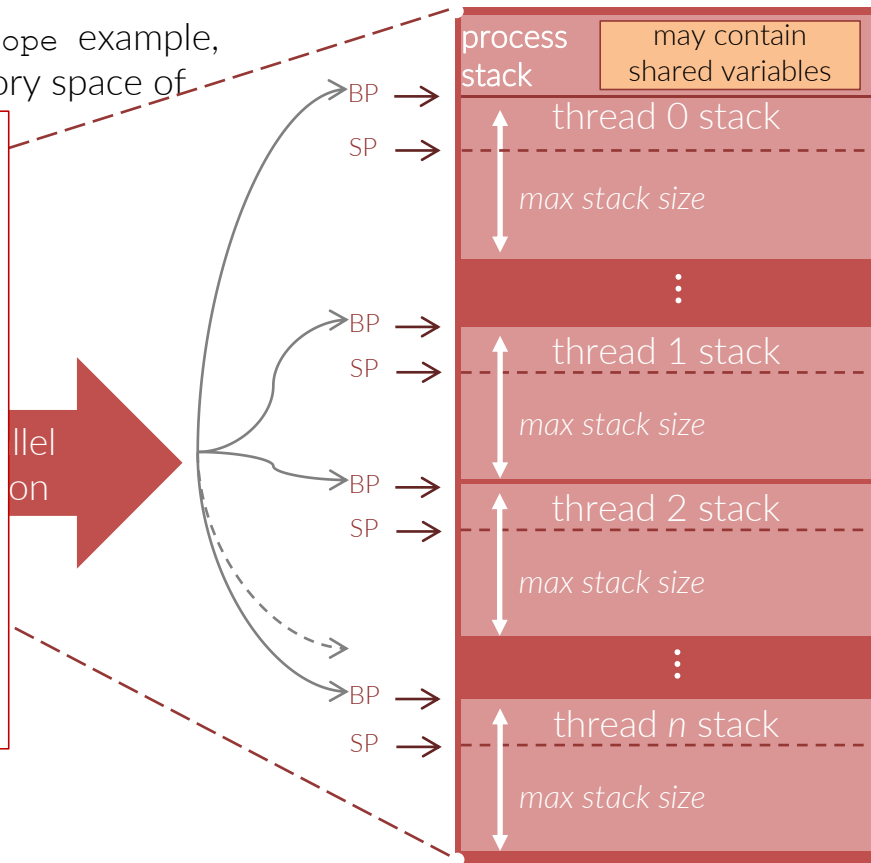 ope example,
ory space of
process
stack
may contain
shared variables
BP
thread 0 stack
SP
max stack size
⋮
BP
thread 1 stack
SP
max stack size
llel
on
BP
thread 2 stack
SP
max stack size
⋮
BP
thread n stack
SP
max stack size